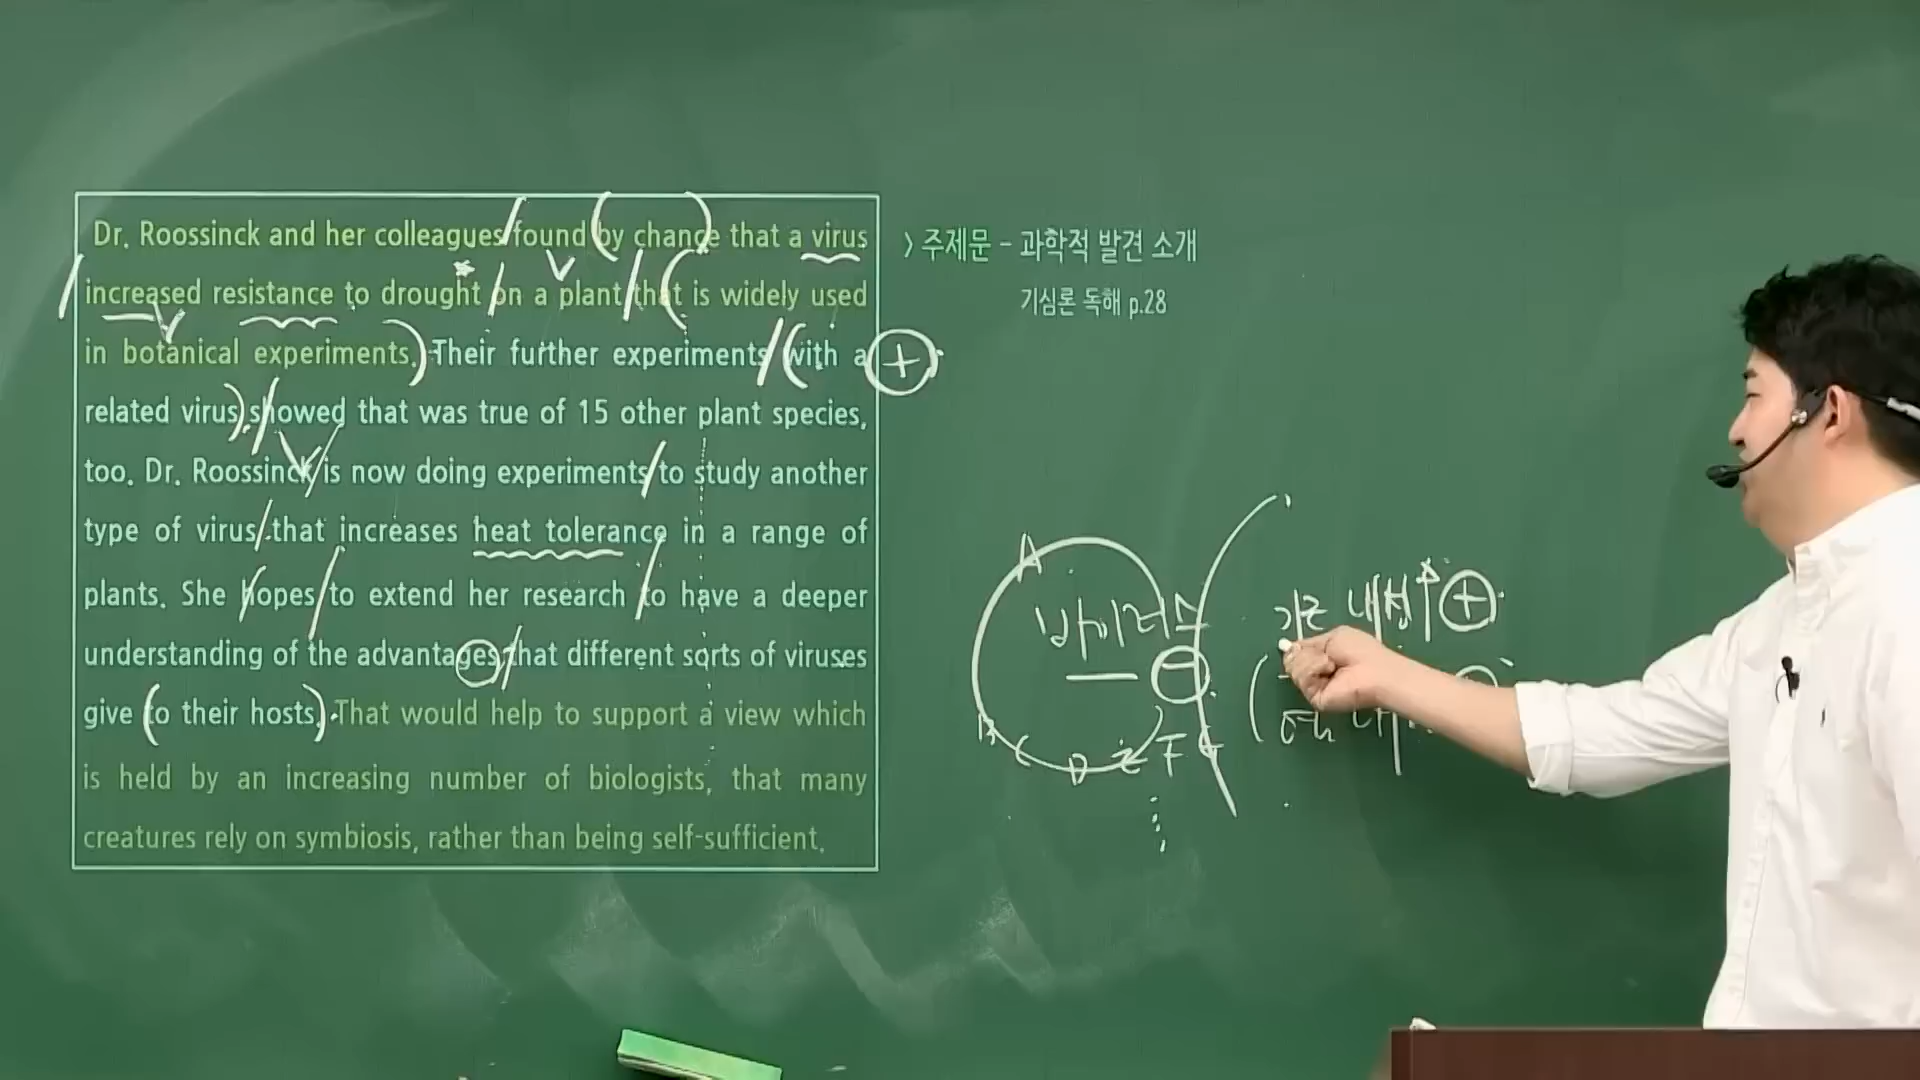 Dr. Roossinck and her colleagues found by chance that a virus
increased resistance to drought on a plant that is widely used
in botanical experiments. Their further experiments with a
related virus showed that was true of 15 other plant species,
too. Dr. Roossinck is now doing experiments to study another
type of virus that increases heat tolerance in a range of
plants. She hopes to extend her research to have a deeper
understanding of the advantages that different sorts of viruses
give to their hosts. That would help to support a view which
is held by an increasing number of biologists, that many
creatures rely on symbiosis, rather than being self-sufficient.
> 주제문 - 과학적 발견 소개
기심론 독해 p.28
+
A
바이러스
B C D E F G
내성↑ +